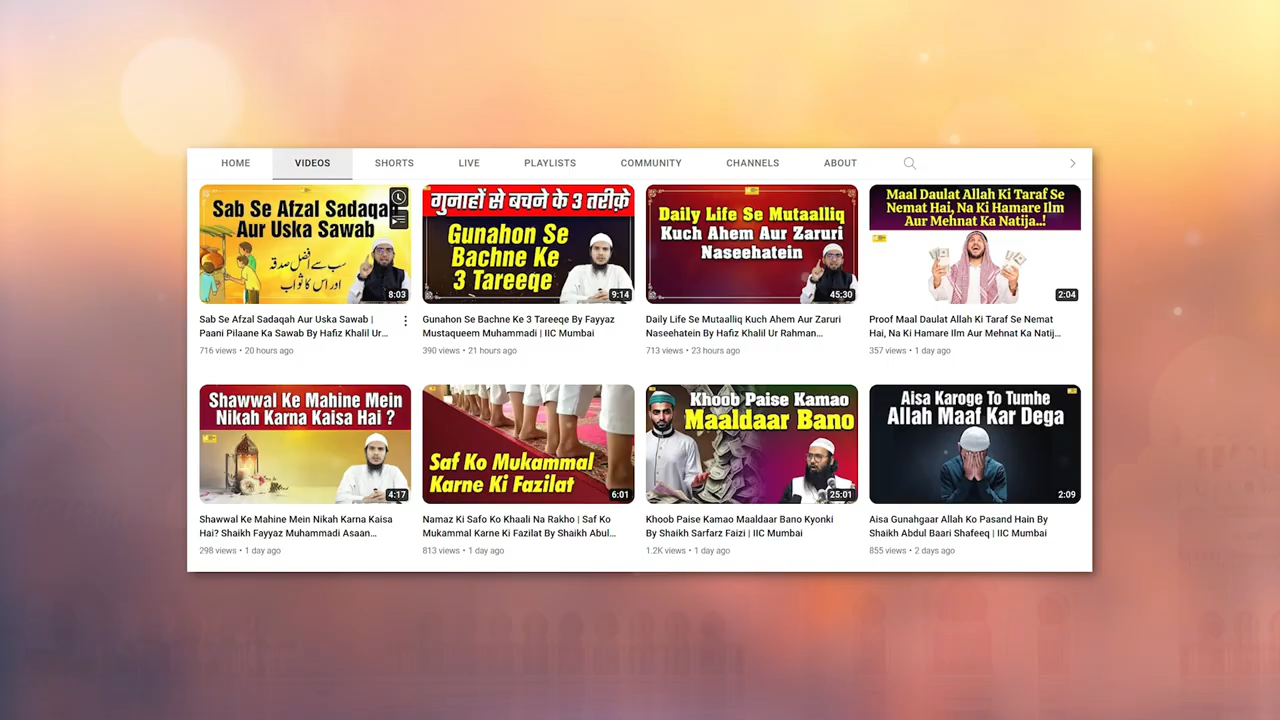 HOME VIDEOS SHORTS LIVE PLAYLISTS COMMUNITY CHANNELS ABOUT
Sab Se Afzal Sadaqah
Aur Uska Sawab
سب سے افضل صدقہ
اور اس کا ثواب
8:03
गुनाहों से बचने के 3 तरीक़े
Gunahon Se
Bachne Ke
3 Tareeqe
9:14
Daily Life Se Mutaalliq
Kuch Ahem Aur Zaruri
Naseehatein
45:30
Maal Daulat Allah Ki Taraf Se
Nemat Hai, Na Ki Hamare Ilm
Aur Mehnat Ka Natija..!
2:04
Sab Se Afzal Sadaqah Aur Uska Sawab |
Paani Pilaane Ka Sawab By Hafiz Khalil Ur...
716 views • 20 hours ago
Gunahon Se Bachne Ke 3 Tareeqe By Fayyaz
Mustaqueem Muhammadi | IIC Mumbai
390 views • 21 hours ago
Daily Life Se Mutaalliq Kuch Ahem Aur Zaruri
Naseehatein By Hafiz Khalil Ur Rahman...
713 views • 23 hours ago
Proof Maal Daulat Allah Ki Taraf Se Nemat
Hai, Na Ki Hamare Ilm Aur Mehnat Ka Natij...
357 views • 1 day ago
Shawwal Ke Mahine Mein
Nikah Karna Kaisa Hai ?
4:17
Saf Ko Mukammal
Karne Ki Fazilat
6:01
Khoob Paise Kamao
Maaldaar Bano
25:01
Aisa Karoge To Tumhe
Allah Maaf Kar Dega
2:09
Shawwal Ke Mahine Mein Nikah Karna Kaisa
Hai? Shaikh Fayyaz Muhammadi Asaan...
298 views • 1 day ago
Namaz Ki Safo Ko Khaali Na Rakho | Saf Ko
Mukammal Karne Ki Fazilat By Shaikh Abul...
813 views • 1 day ago
Khoob Paise Kamao Maaldaar Bano Kyonki
By Shaikh Sarfarz Faizi | IIC Mumbai
1.2K views • 1 day ago
Aisa Gunahgaar Allah Ko Pasand Hain By
Shaikh Abdul Baari Shafeeq | IIC Mumbai
855 views • 2 days ago